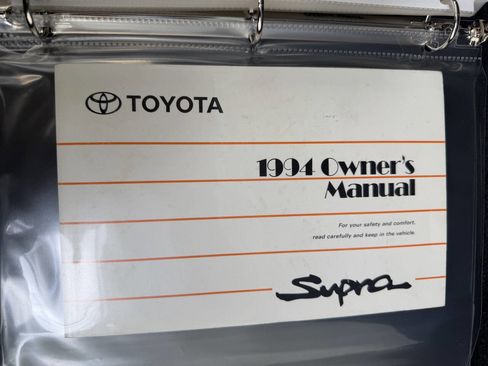 TOYOTA
1994 Owner's
Manual
For your safety and comfort,
read carefully and keep in the vehicle.
Supra